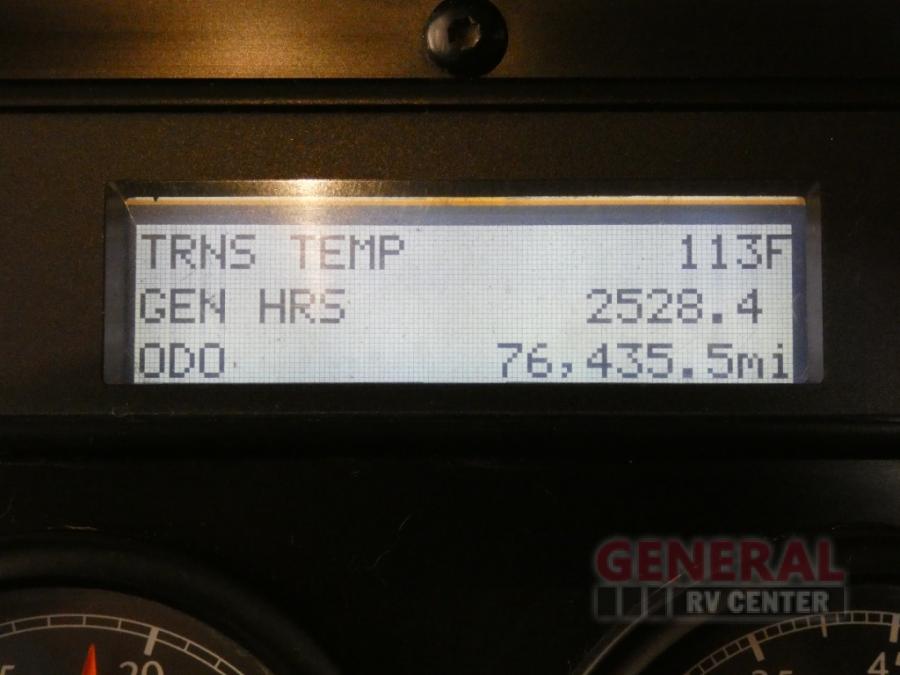 TRNS TEMP 113F
GEN HRS 2528.4
ODO 76,435.5mi
GENERAL
RV CENTER
20